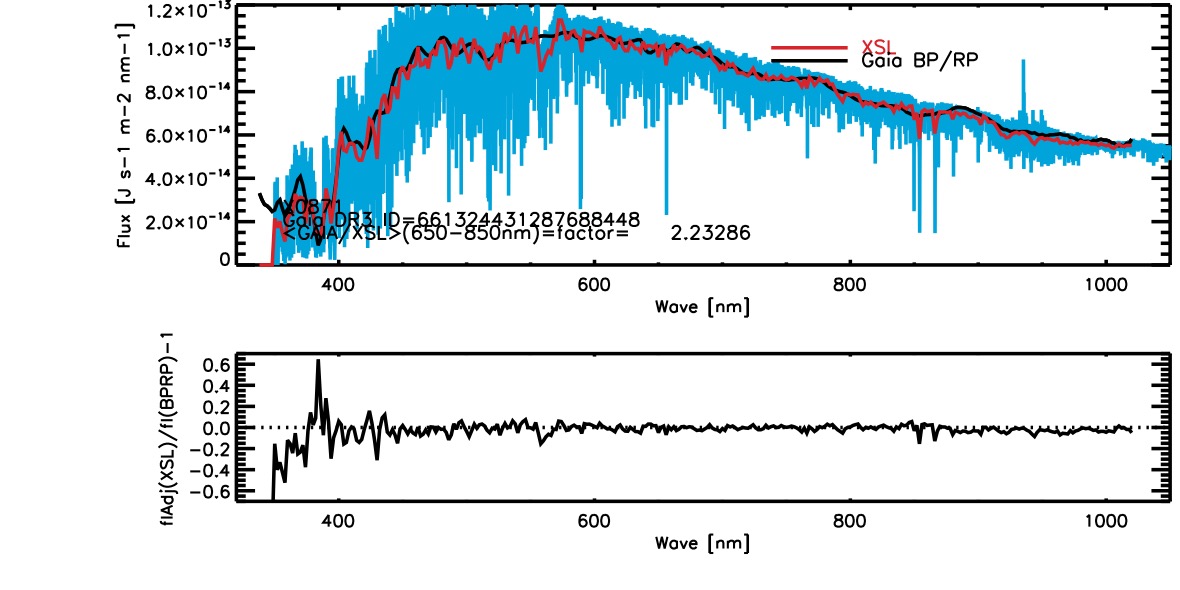 1.2×10−13
1.0×10−13
8.0×10−14
6.0×10−14
4.0×10−14
2.0×10−14
0
Flux [J s−1 m−2 nm−1]
XSL
Gaia BP/RP
X0871
Gaia DR3 ID=661324431287688448
<GAIA/XSL>(650−850nm)=factor= 2.23286
400 600 800 1000
Wave [nm]
0.6
0.4
0.2
0.0
−0.2
−0.4
−0.6
flAdj(XSL)/fl(BPRP)−1
400 600 800 1000
Wave [nm]